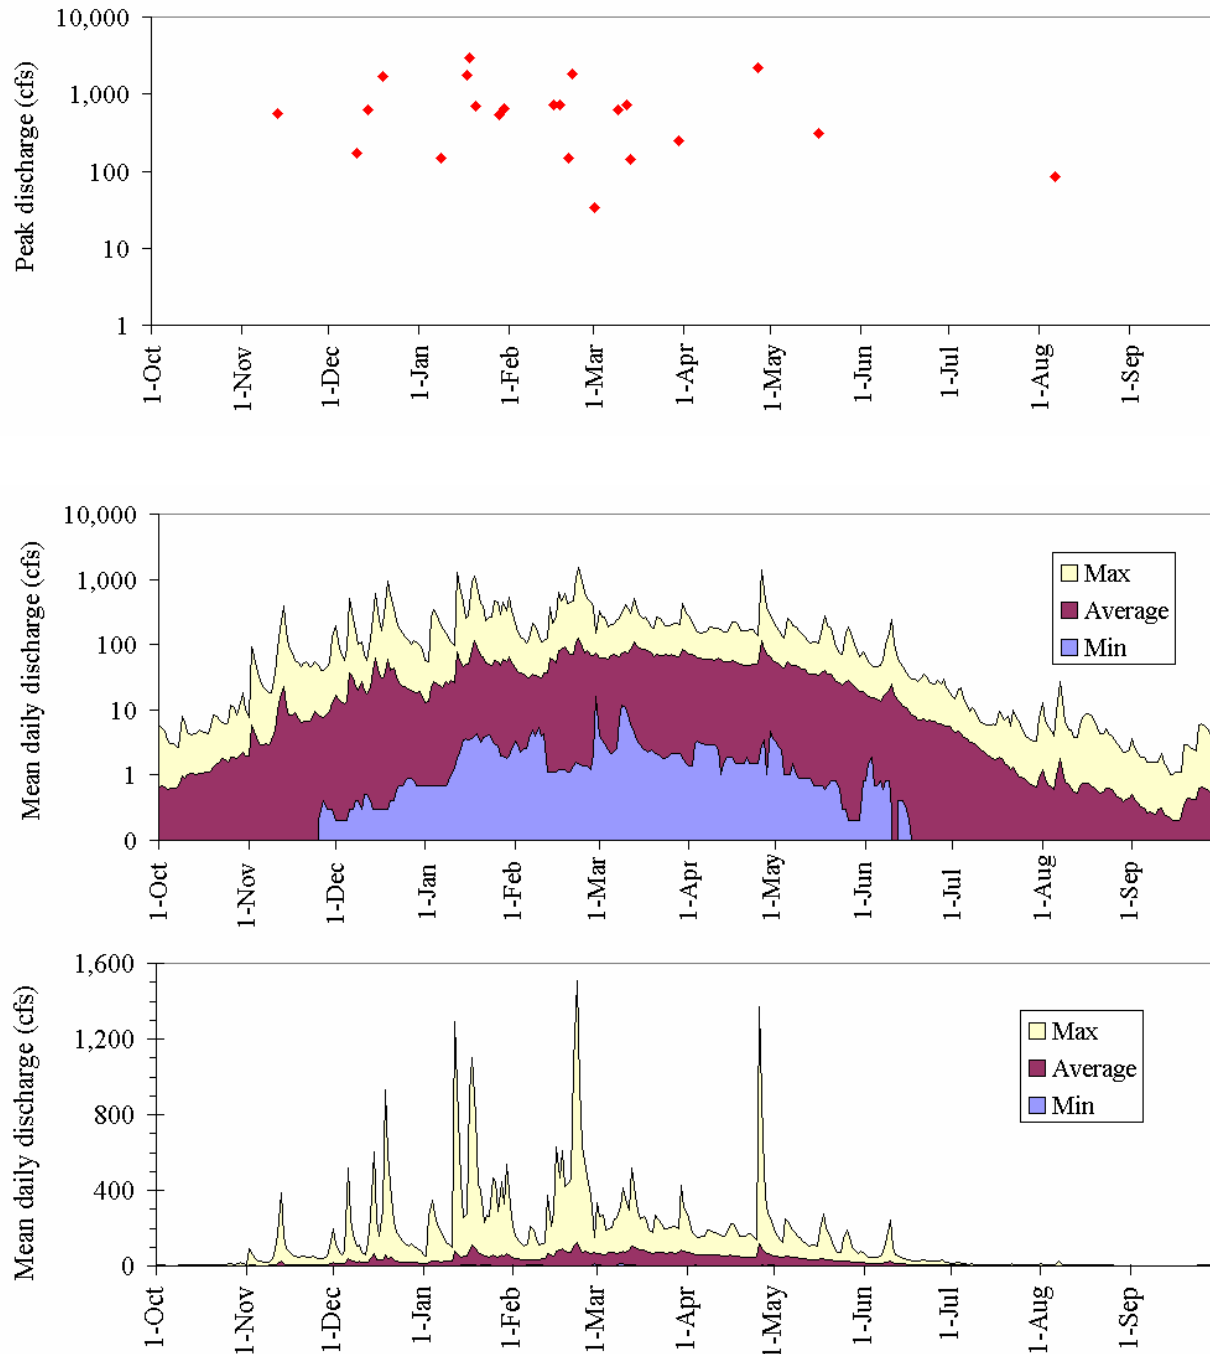 Peak discharge (cfs)
10,000
1,000
100
10
1
1-Oct
1-Nov
1-Dec
1-Jan
1-Feb
1-Mar
1-Apr
1-May
1-Jun
1-Jul
1-Aug
1-Sep
Mean daily discharge (cfs)
10,000
1,000
100
10
1
0
Max
Average
Min
1-Oct
1-Nov
1-Dec
1-Jan
1-Feb
1-Mar
1-Apr
1-May
1-Jun
1-Jul
1-Aug
1-Sep
Mean daily discharge (cfs)
1,600
1,200
800
400
0
Max
Average
Min
1-Oct
1-Nov
1-Dec
1-Jan
1-Feb
1-Mar
1-Apr
1-May
1-Jun
1-Jul
1-Aug
1-Sep